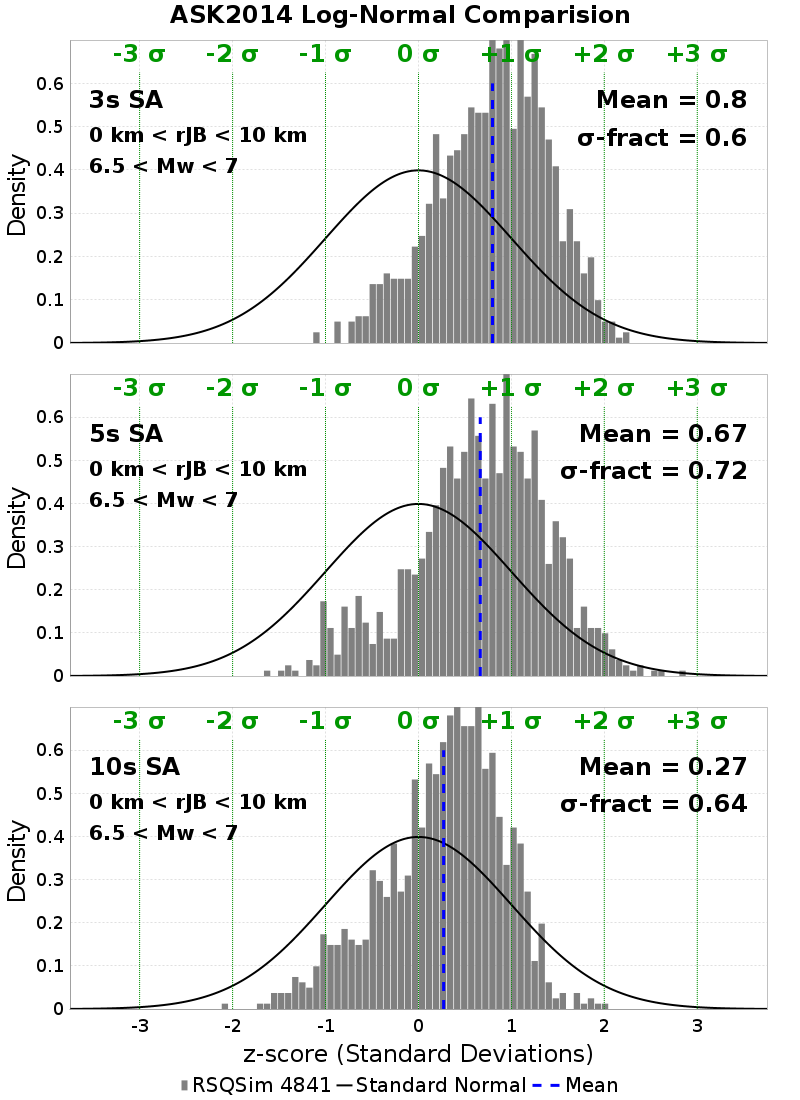 ASK2014 Log-Normal Comparision
-3 σ -2 σ -1 σ 0 σ +1 σ +2 σ +3 σ
0.6
0.5
0.4
0.3
0.2
0.1
0
Density
3s SA
0 km < rJB < 10 km
6.5 < Mw < 7
Mean = 0.8
σ-fract = 0.6
-3 σ -2 σ -1 σ 0 σ +1 σ +2 σ +3 σ
0.6
0.5
0.4
0.3
0.2
0.1
0
Density
5s SA
0 km < rJB < 10 km
6.5 < Mw < 7
Mean = 0.67
σ-fract = 0.72
-3 σ -2 σ -1 σ 0 σ +1 σ +2 σ +3 σ
0.6
0.5
0.4
0.3
0.2
0.1
0
Density
10s SA
0 km < rJB < 10 km
6.5 < Mw < 7
Mean = 0.27
σ-fract = 0.64
-3 -2 -1 0 1 2 3
z-score (Standard Deviations)
RSQSim 4841 Standard Normal Mean